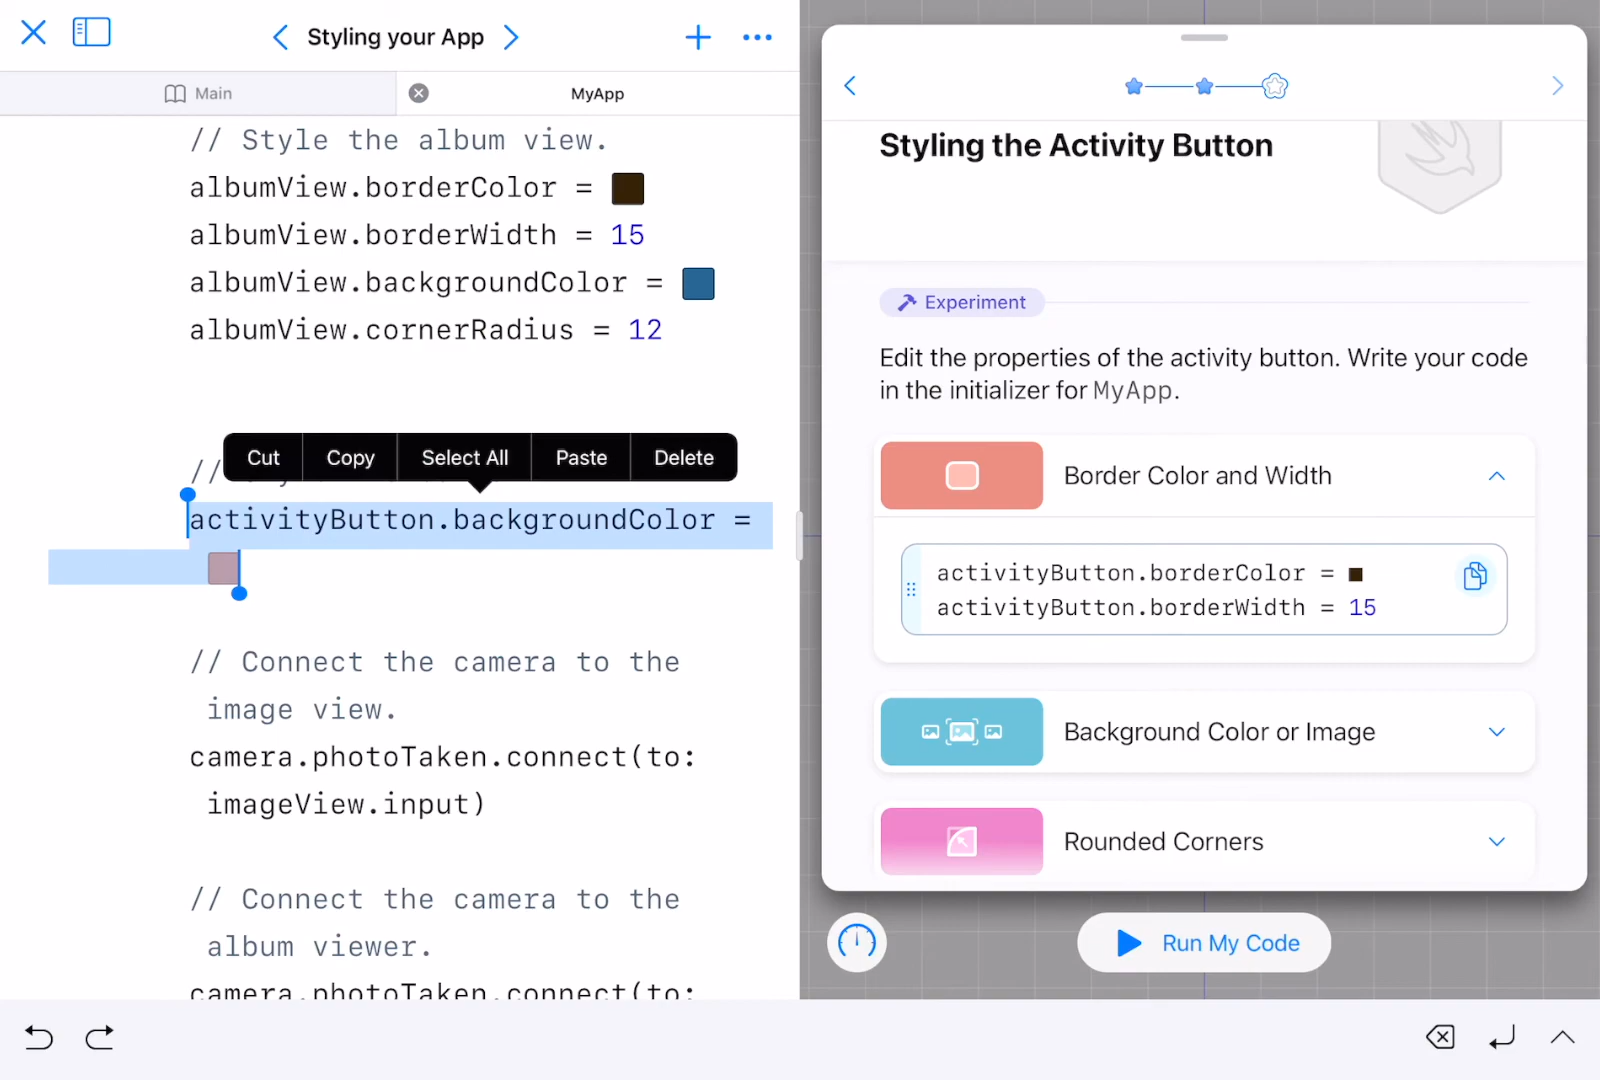 Styling your App
Main
MyApp
// Style the album view.
albumView.borderColor =
albumView.borderWidth = 15
albumView.backgroundColor =
albumView.cornerRadius = 12
//
Cut
Copy
Select All
Paste
Delete
activityButton.backgroundColor =
// Connect the camera to the
image view.
camera.photoTaken.connect(to:
imageView.input)
// Connect the camera to the
album viewer.
camera.photoTaken.connect(to:
Styling the Activity Button
Experiment
Edit the properties of the activity button. Write your code
in the initializer for MyApp.
Border Color and Width
activityButton.borderColor =
activityButton.borderWidth = 15
Background Color or Image
Rounded Corners
Run My Code